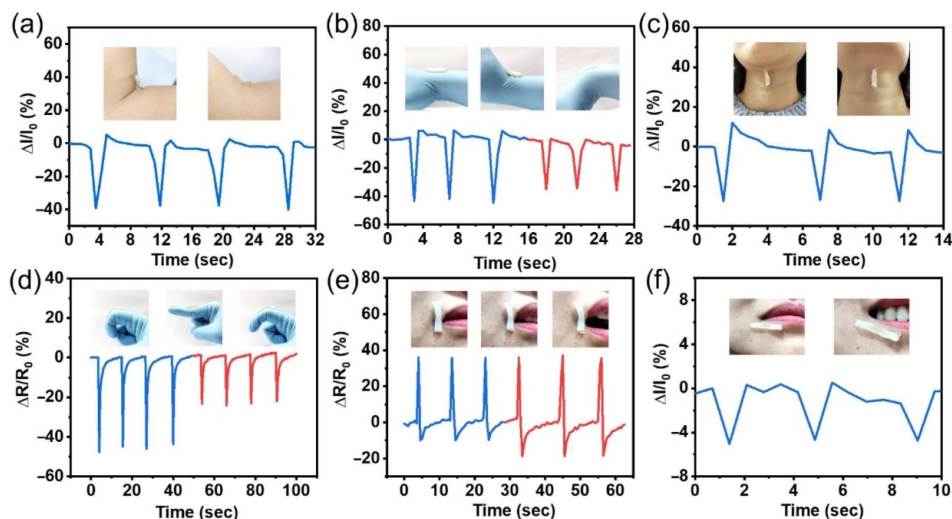 (a)
ΔI/I₀ (%)
60
40
20
0
−20
−40
−60
0 4 8 12 16 20 24 28 32
Time (sec)
(b)
ΔI/I₀ (%)
80
60
40
20
0
−20
−40
−60
0 4 8 12 16 20 24 28
Time (sec)
(c)
ΔI/I₀ (%)
60
40
20
0
−20
−40
0 2 4 6 8 10 12 14
Time (sec)
(d)
ΔR/R₀ (%)
40
20
0
−20
−40
−60
0 20 40 60 80 100
Time (sec)
(e)
ΔR/R₀ (%)
80
60
40
20
0
−20
0 10 20 30 40 50 60
Time (sec)
(f)
ΔI/I₀ (%)
8
4
0
−4
−8
0 2 4 6 8 10
Time (sec)